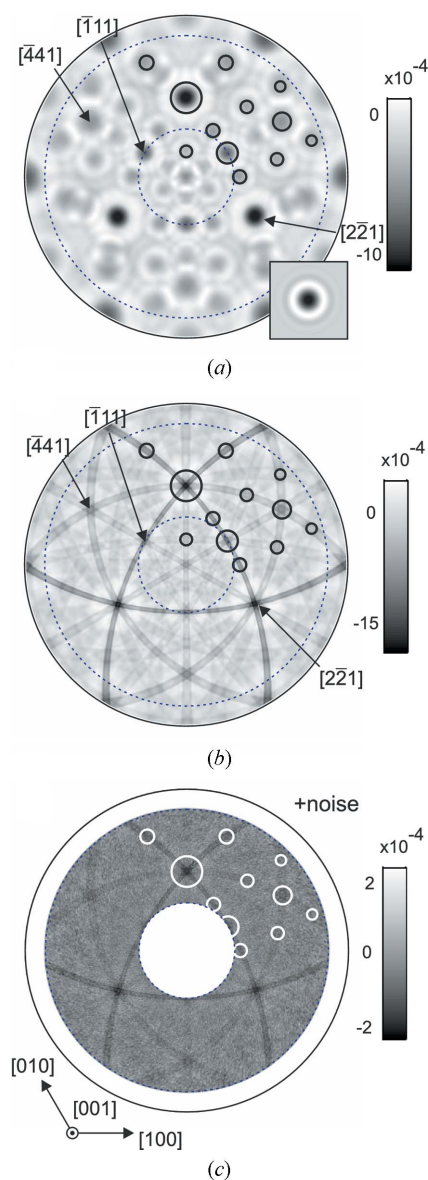 [4̄41]
[1̄11]
x10⁻⁴
0
-10
[22̄1]
(a)
[1̄11]
[4̄41]
x10⁻⁴
0
-15
[22̄1]
(b)
+noise
x10⁻⁴
2
0
-2
[010]
[001]
[100]
(c)